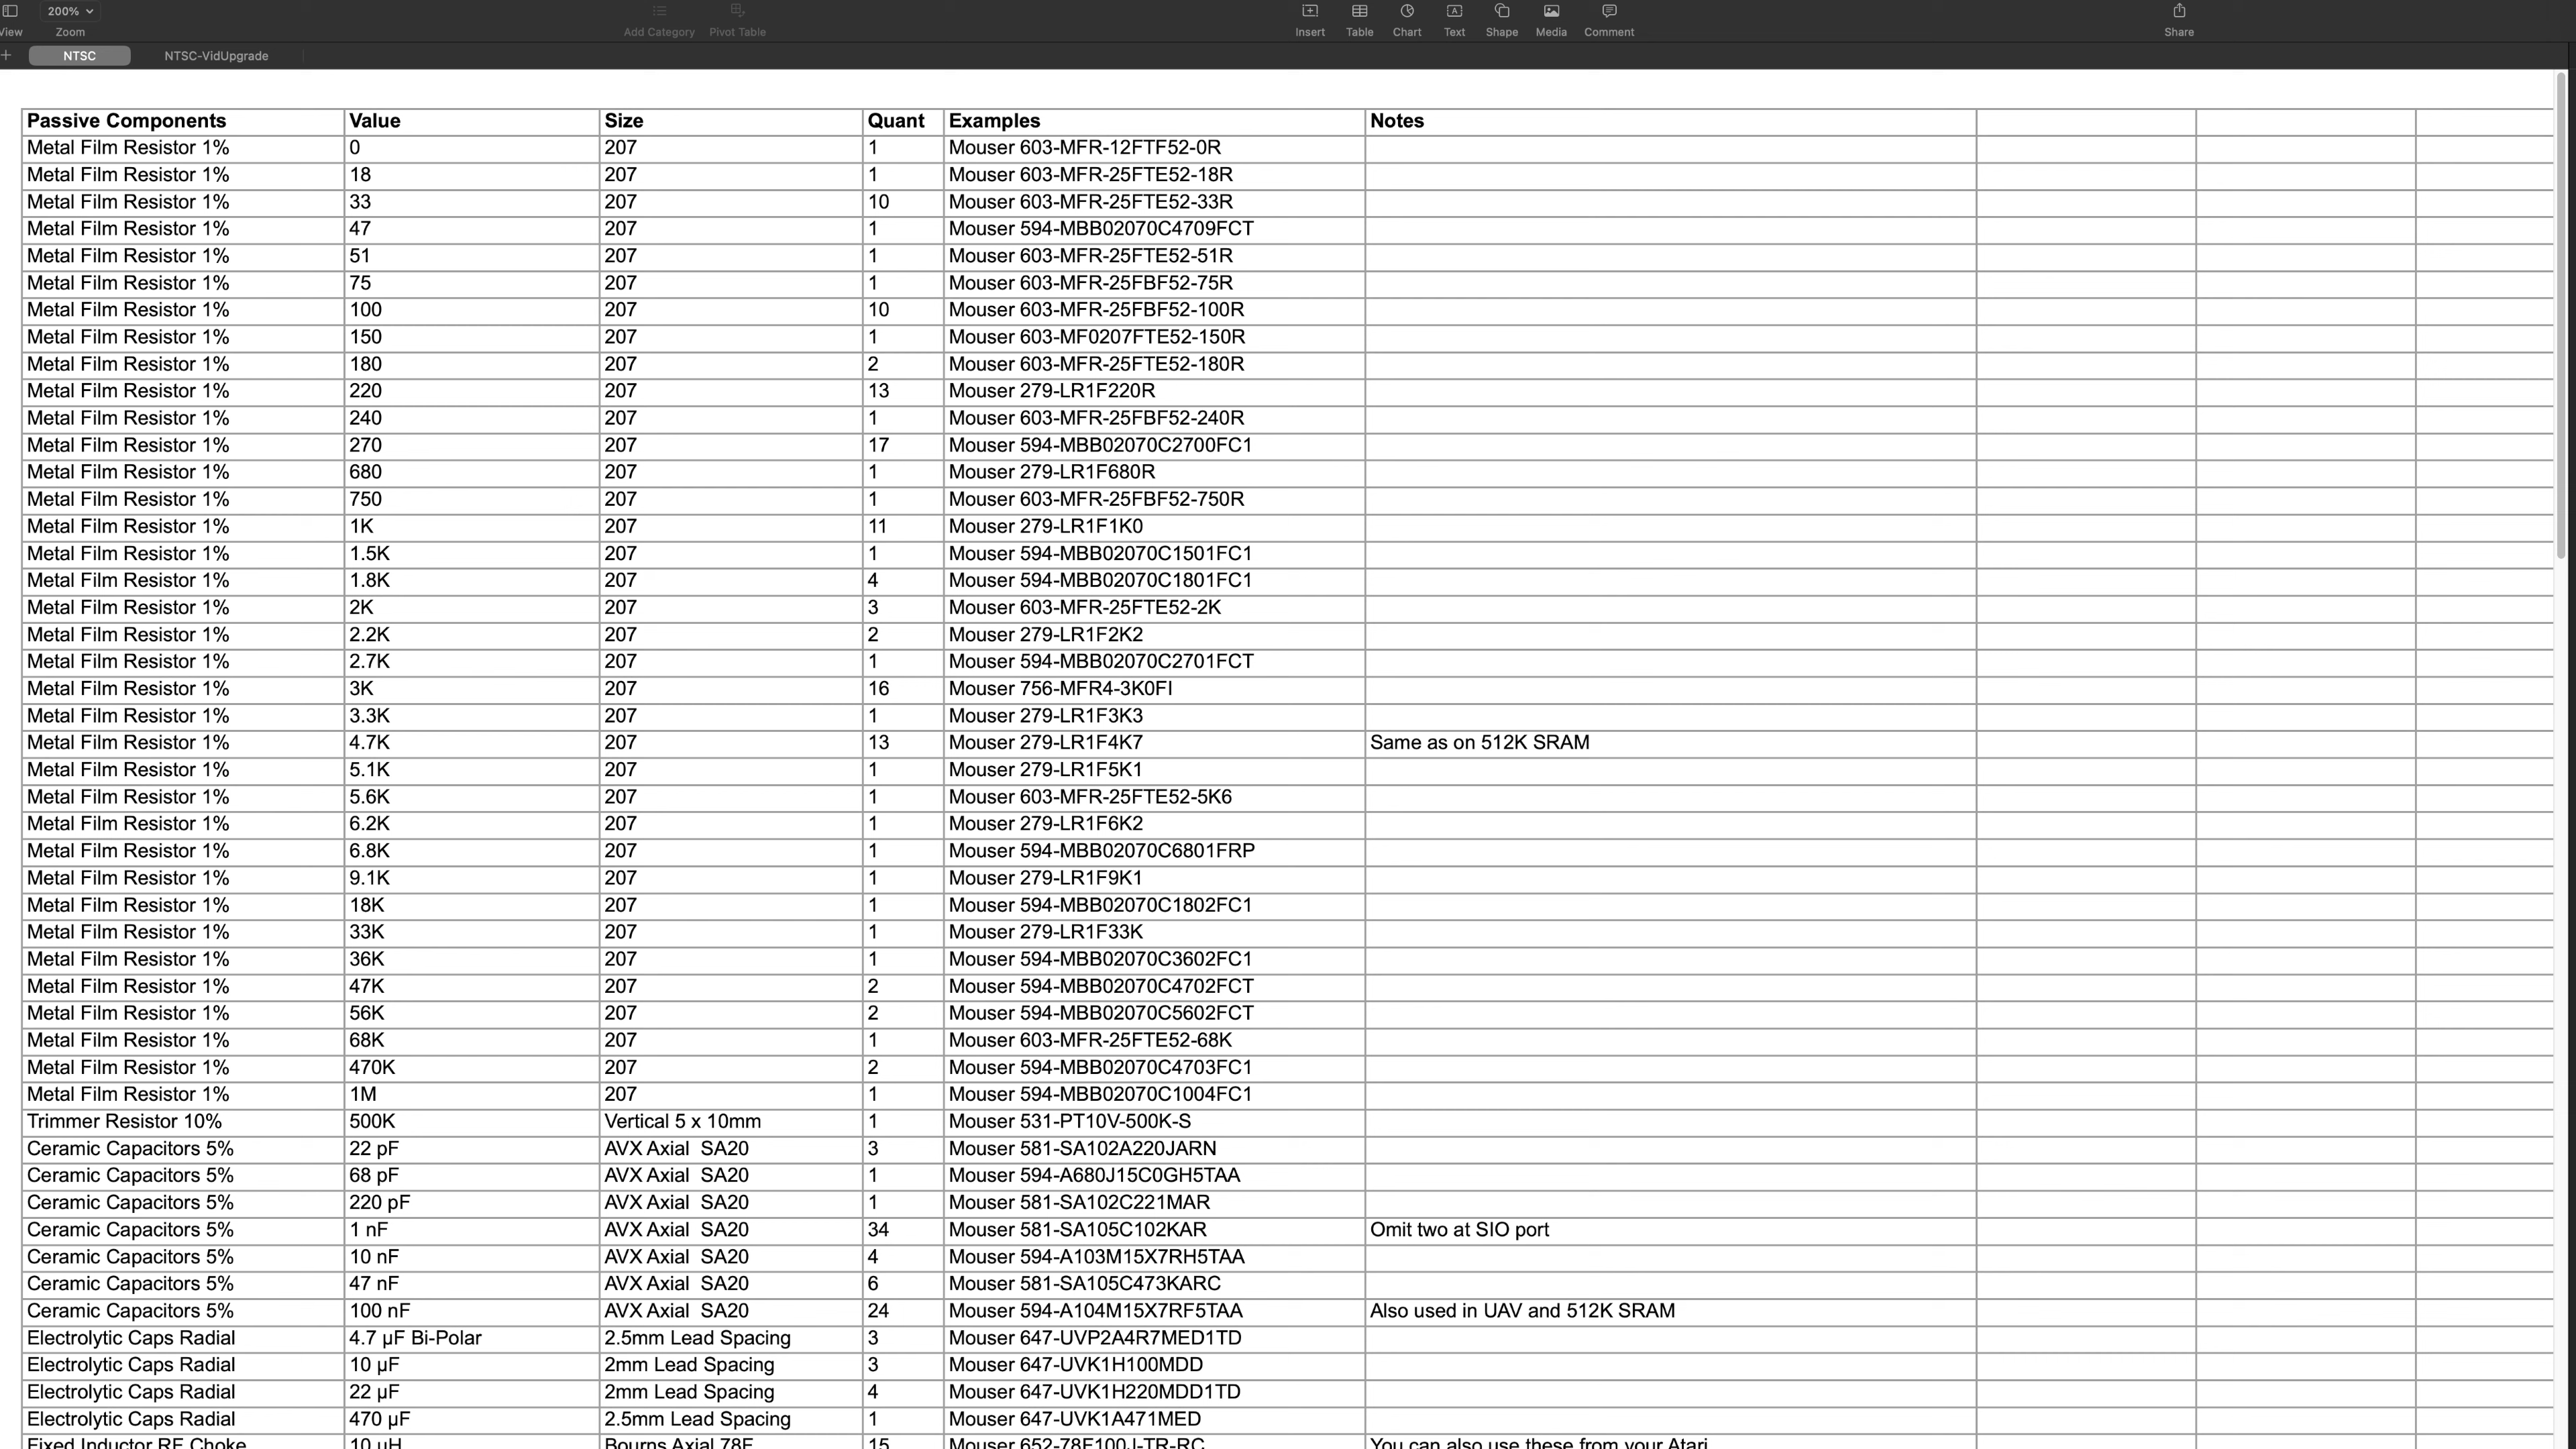 200%
View Zoom Add Category Pivot Table Insert Table Chart Text Shape Media Comment Share
NTSC NTSC-VidUpgrade
Passive Components Value Size Quant Examples Notes
Metal Film Resistor 1% 0 207 1 Mouser 603-MFR-12FTF52-0R
Metal Film Resistor 1% 18 207 1 Mouser 603-MFR-25FTE52-18R
Metal Film Resistor 1% 33 207 10 Mouser 603-MFR-25FTE52-33R
Metal Film Resistor 1% 47 207 1 Mouser 594-MBB02070C4709FCT
Metal Film Resistor 1% 51 207 1 Mouser 603-MFR-25FTE52-51R
Metal Film Resistor 1% 75 207 1 Mouser 603-MFR-25FBF52-75R
Metal Film Resistor 1% 100 207 10 Mouser 603-MFR-25FBF52-100R
Metal Film Resistor 1% 150 207 1 Mouser 603-MF0207FTE52-150R
Metal Film Resistor 1% 180 207 2 Mouser 603-MFR-25FTE52-180R
Metal Film Resistor 1% 220 207 13 Mouser 279-LR1F220R
Metal Film Resistor 1% 240 207 1 Mouser 603-MFR-25FBF52-240R
Metal Film Resistor 1% 270 207 17 Mouser 594-MBB02070C2700FC1
Metal Film Resistor 1% 680 207 1 Mouser 279-LR1F680R
Metal Film Resistor 1% 750 207 1 Mouser 603-MFR-25FBF52-750R
Metal Film Resistor 1% 1K 207 11 Mouser 279-LR1F1K0
Metal Film Resistor 1% 1.5K 207 1 Mouser 594-MBB02070C1501FC1
Metal Film Resistor 1% 1.8K 207 4 Mouser 594-MBB02070C1801FC1
Metal Film Resistor 1% 2K 207 3 Mouser 603-MFR-25FTE52-2K
Metal Film Resistor 1% 2.2K 207 2 Mouser 279-LR1F2K2
Metal Film Resistor 1% 2.7K 207 1 Mouser 594-MBB02070C2701FCT
Metal Film Resistor 1% 3K 207 16 Mouser 756-MFR4-3K0FI
Metal Film Resistor 1% 3.3K 207 1 Mouser 279-LR1F3K3
Metal Film Resistor 1% 4.7K 207 13 Mouser 279-LR1F4K7 Same as on 512K SRAM
Metal Film Resistor 1% 5.1K 207 1 Mouser 279-LR1F5K1
Metal Film Resistor 1% 5.6K 207 1 Mouser 603-MFR-25FTE52-5K6
Metal Film Resistor 1% 6.2K 207 1 Mouser 279-LR1F6K2
Metal Film Resistor 1% 6.8K 207 1 Mouser 594-MBB02070C6801FRP
Metal Film Resistor 1% 9.1K 207 1 Mouser 279-LR1F9K1
Metal Film Resistor 1% 18K 207 1 Mouser 594-MBB02070C1802FC1
Metal Film Resistor 1% 33K 207 1 Mouser 279-LR1F33K
Metal Film Resistor 1% 36K 207 1 Mouser 594-MBB02070C3602FC1
Metal Film Resistor 1% 47K 207 2 Mouser 594-MBB02070C4702FCT
Metal Film Resistor 1% 56K 207 2 Mouser 594-MBB02070C5602FCT
Metal Film Resistor 1% 68K 207 1 Mouser 603-MFR-25FTE52-68K
Metal Film Resistor 1% 470K 207 2 Mouser 594-MBB02070C4703FC1
Metal Film Resistor 1% 1M 207 1 Mouser 594-MBB02070C1004FC1
Trimmer Resistor 10% 500K Vertical 5 x 10mm 1 Mouser 531-PT10V-500K-S
Ceramic Capacitors 5% 22 pF AVX Axial SA20 3 Mouser 581-SA102A220JARN
Ceramic Capacitors 5% 68 pF AVX Axial SA20 1 Mouser 594-A680J15C0GH5TAA
Ceramic Capacitors 5% 220 pF AVX Axial SA20 1 Mouser 581-SA102C221MAR
Ceramic Capacitors 5% 1 nF AVX Axial SA20 34 Mouser 581-SA105C102KAR Omit two at SIO port
Ceramic Capacitors 5% 10 nF AVX Axial SA20 4 Mouser 594-A103M15X7RH5TAA
Ceramic Capacitors 5% 47 nF AVX Axial SA20 6 Mouser 581-SA105C473KARC
Ceramic Capacitors 5% 100 nF AVX Axial SA20 24 Mouser 594-A104M15X7RF5TAA Also used in UAV and 512K SRAM
Electrolytic Caps Radial 4.7 µF Bi-Polar 2.5mm Lead Spacing 3 Mouser 647-UVP2A4R7MED1TD
Electrolytic Caps Radial 10 µF 2mm Lead Spacing 3 Mouser 647-UVK1H100MDD
Electrolytic Caps Radial 22 µF 2mm Lead Spacing 4 Mouser 647-UVK1H220MDD1TD
Electrolytic Caps Radial 470 µF 2.5mm Lead Spacing 1 Mouser 647-UVK1A471MED
Fixed Inductor RF Choke 10 uH Bourns Axial 78F 15 Mouser 652-78F100J-TR-RC You can also use these from your Atari